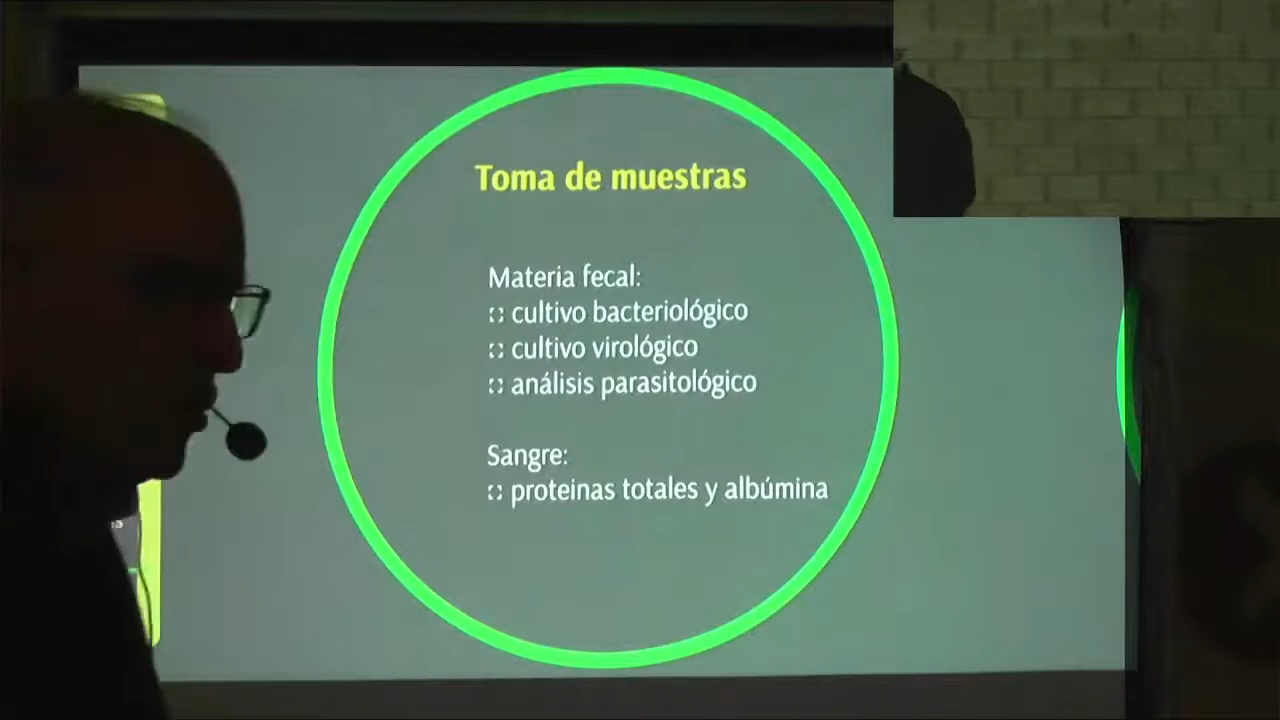 Toma de muestras
Materia fecal:
:: cultivo bacteriológico
:: cultivo virológico
:: análisis parasitológico
Sangre:
:: proteinas totales y albúmina